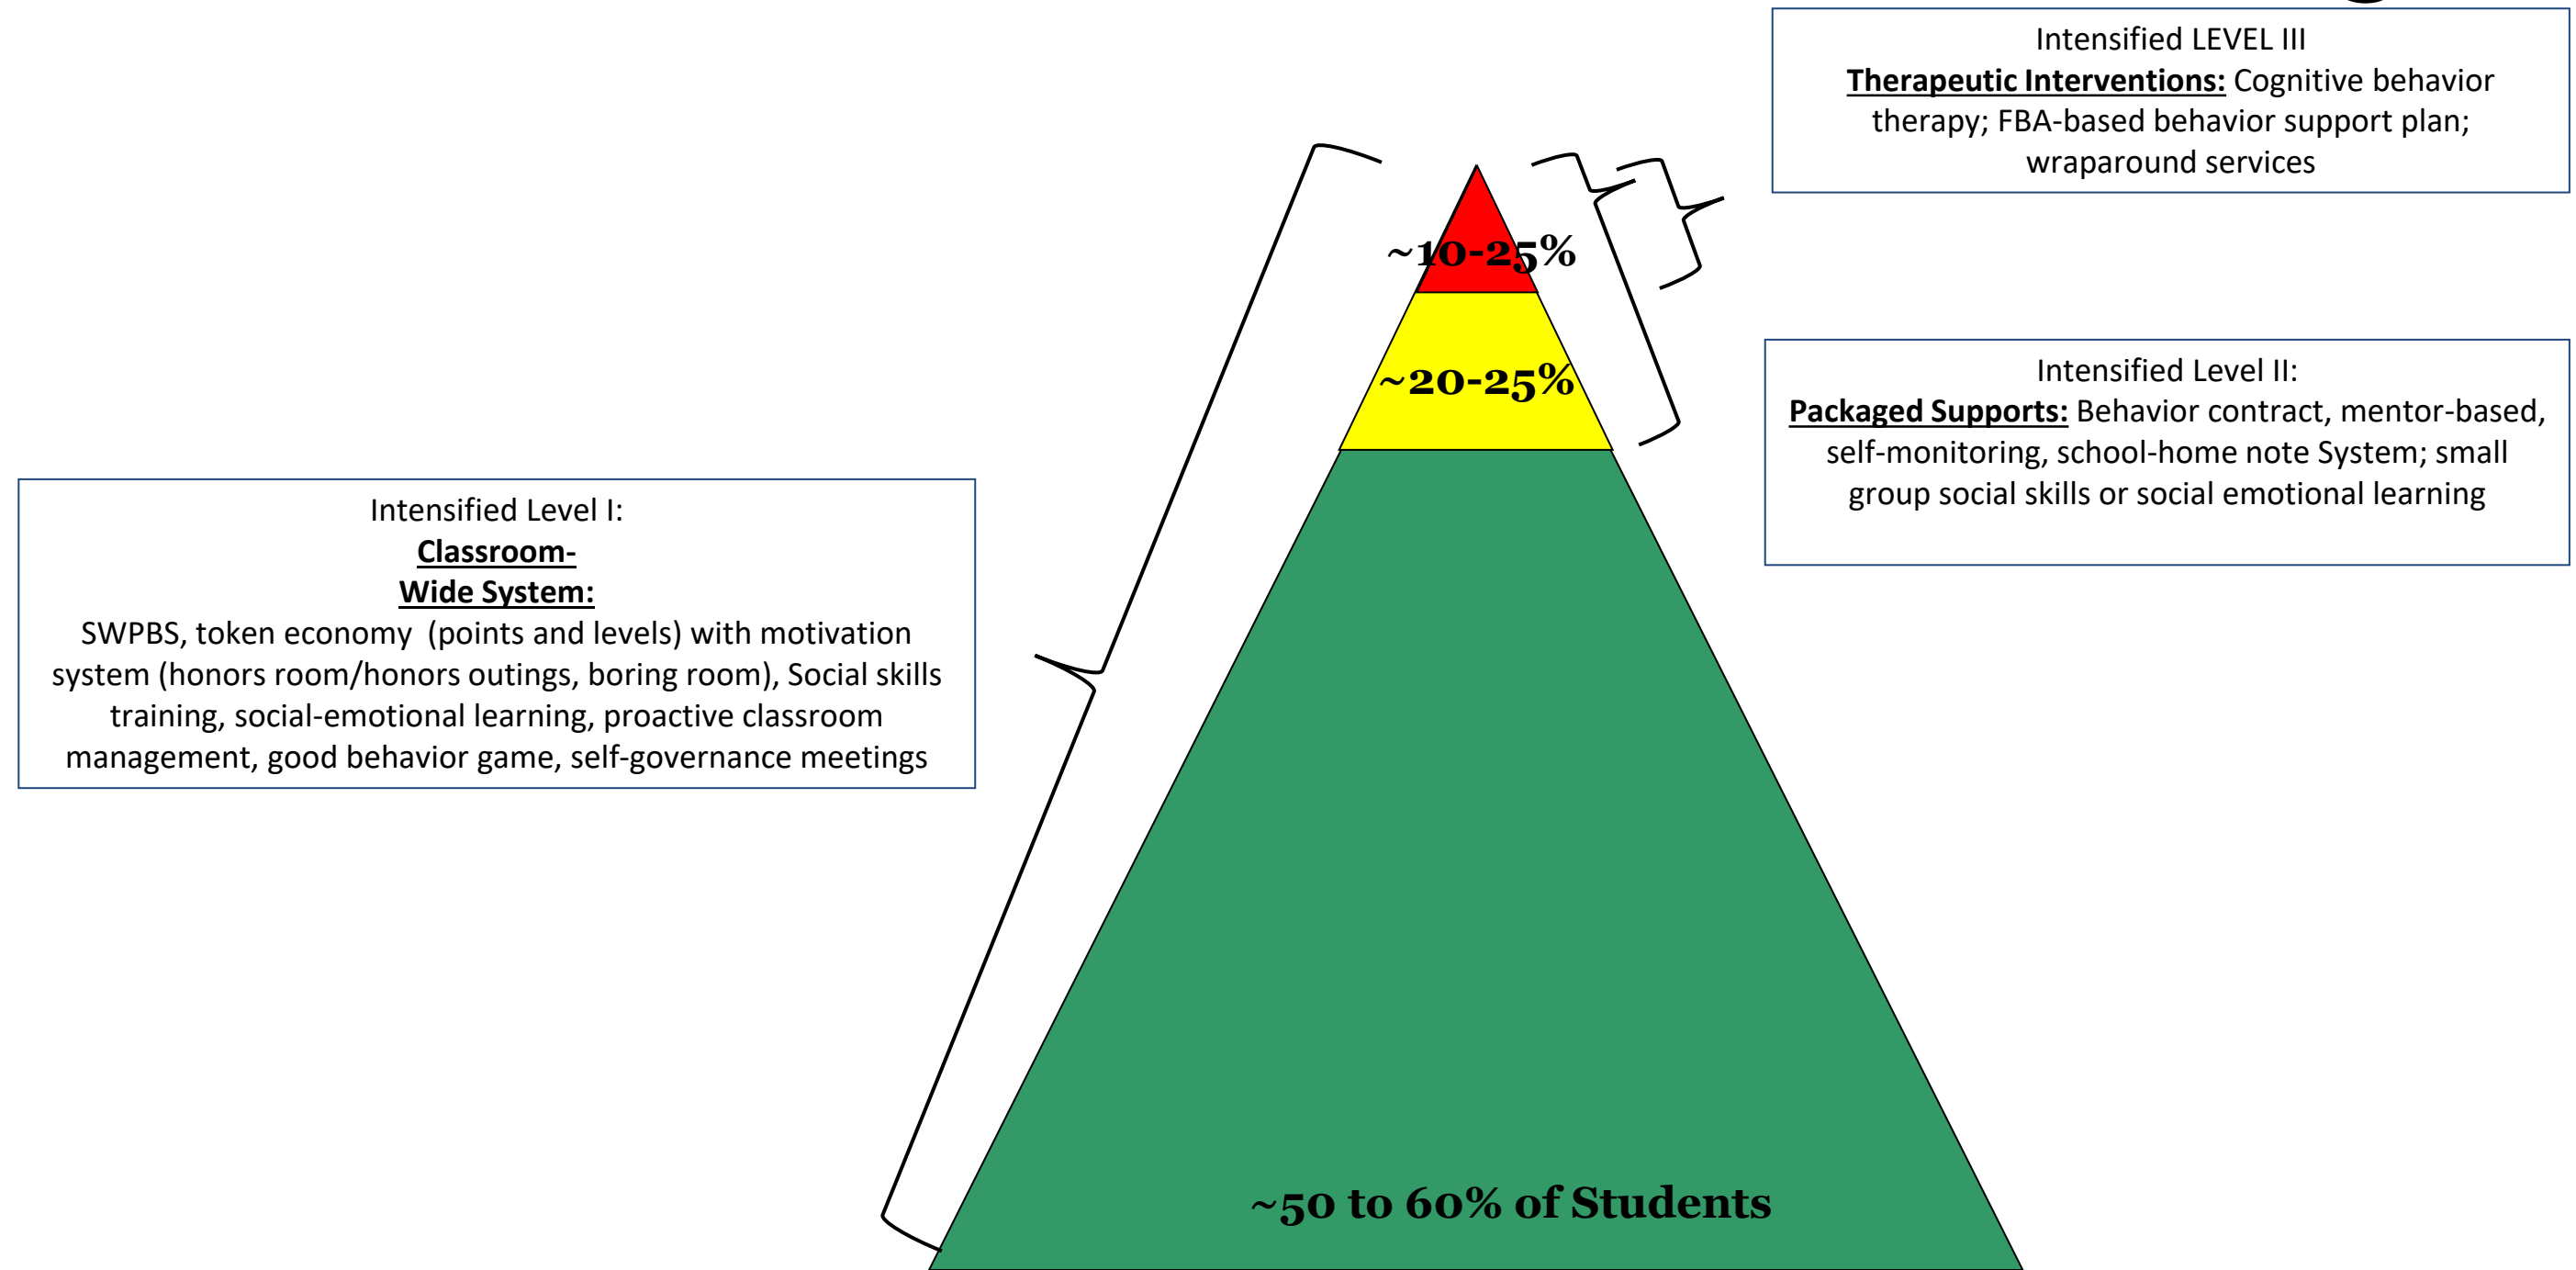 Intensified LEVEL III
Therapeutic Interventions: Cognitive behavior
therapy; FBA-based behavior support plan;
wraparound services
~10-25%
~20-25%
Intensified Level II:
Packaged Supports: Behavior contract, mentor-based,
self-monitoring, school-home note System; small
group social skills or social emotional learning
Intensified Level I:
Classroom-
Wide System:
SWPBS, token economy  (points and levels) with motivation
system (honors room/honors outings, boring room), Social skills
training, social-emotional learning, proactive classroom
management, good behavior game, self-governance meetings
~50 to 60% of Students